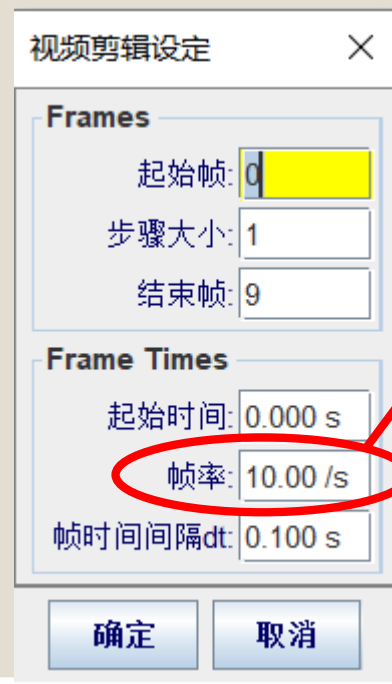 视频剪辑设定
Frames
起始帧: 0
步骤大小: 1
结束帧: 9
Frame Times
起始时间: 0.000 s
帧率: 10.00 /s
帧时间间隔dt: 0.100 s
确定 取消